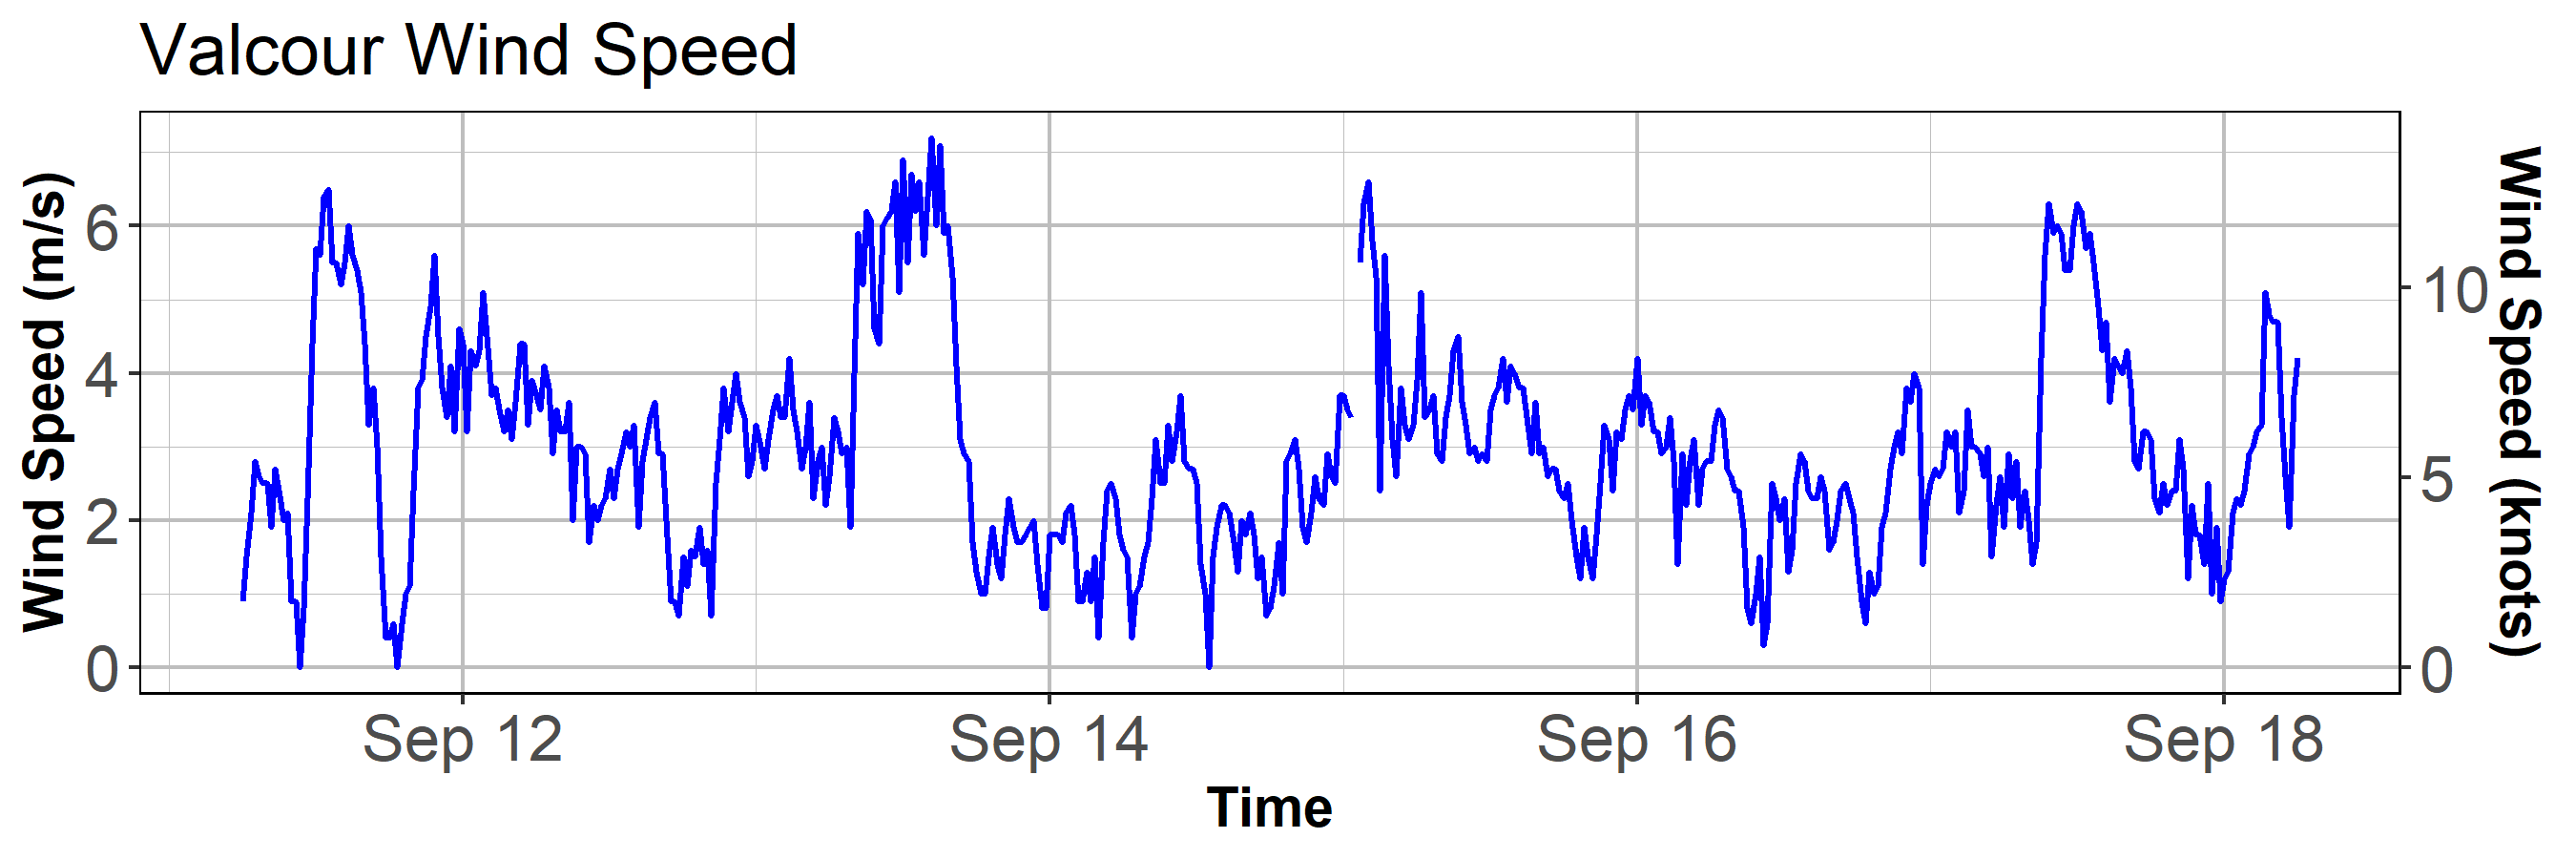 Valcour Wind Speed
Wind Speed (m/s)
6
4
2
0
Wind Speed (knots)
10
5
0
Sep 12
Sep 14
Sep 16
Sep 18
Time